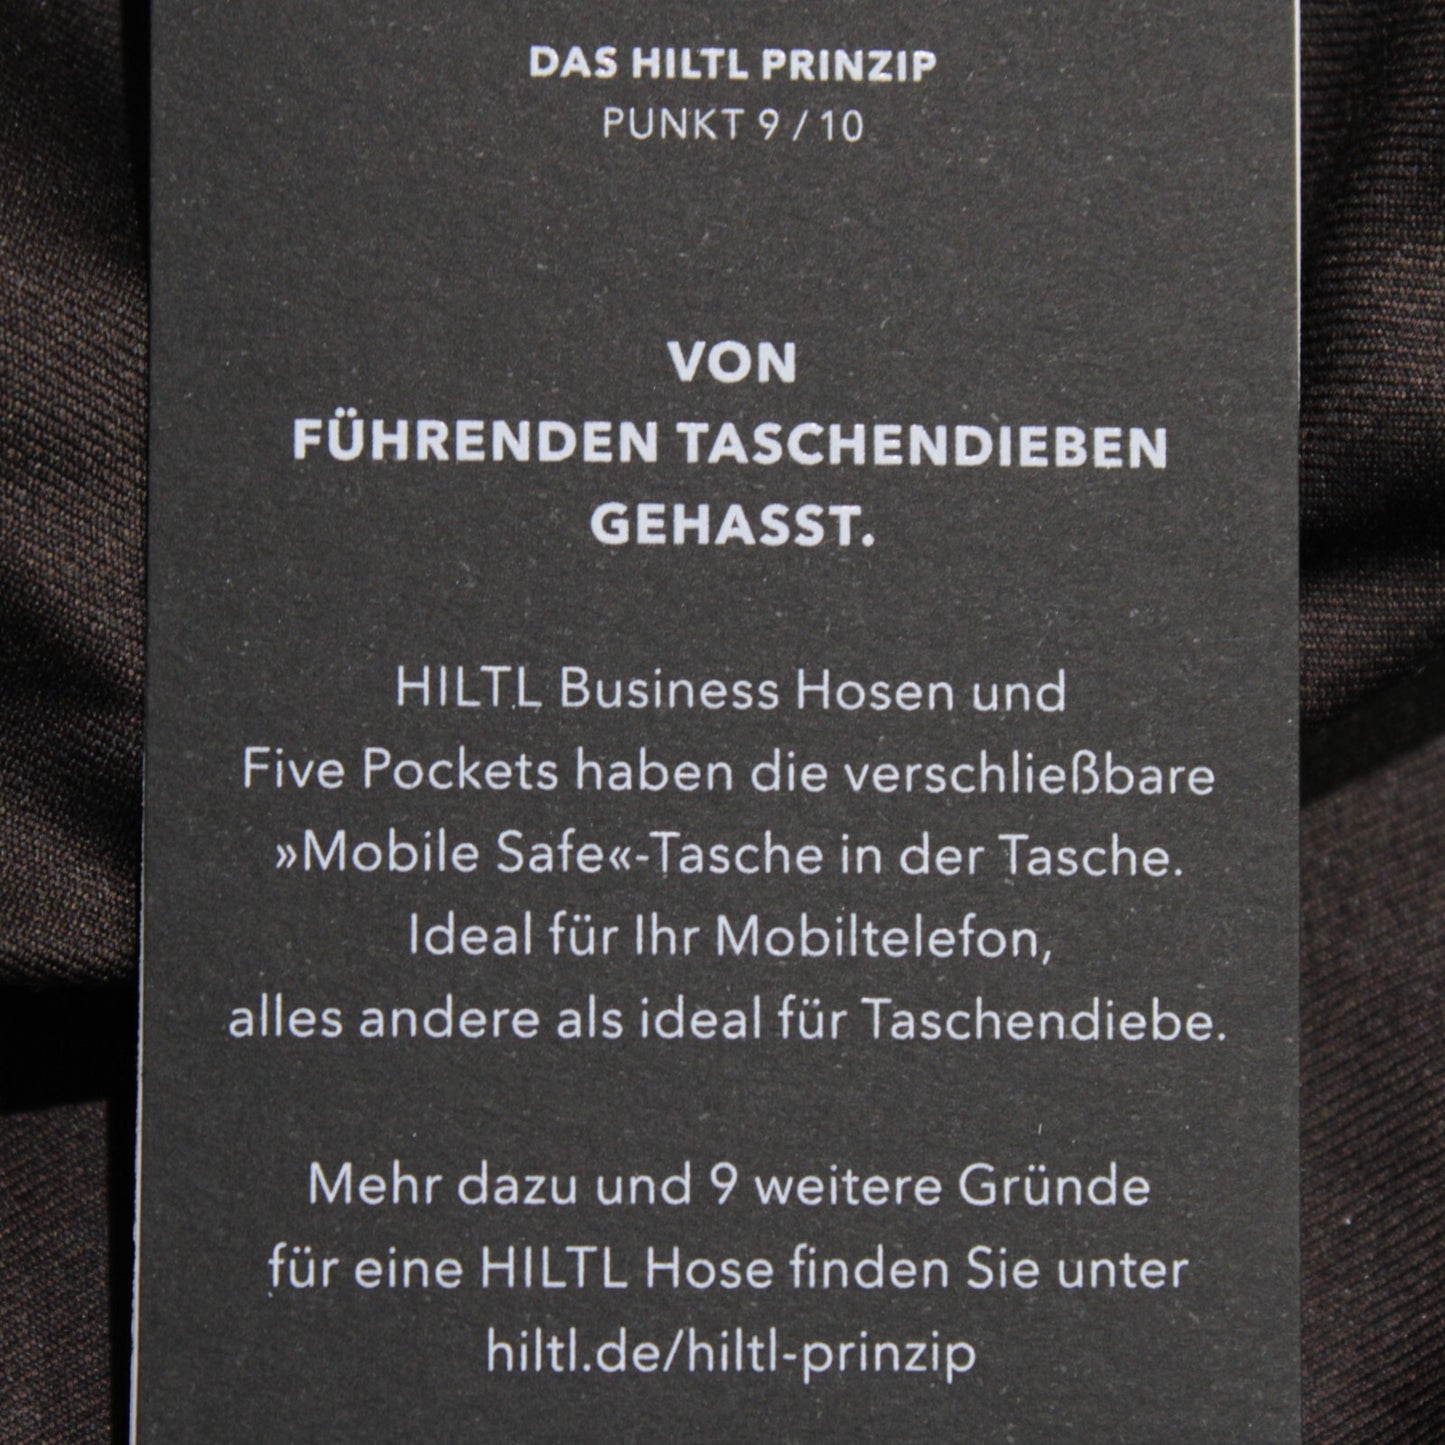 DAS HILTL PRINZIP
PUNKT 9 / 10
VON
FÜHRENDEN TASCHENDIEBEN
GEHASST.
HILTL Business Hosen und
Five Pockets haben die verschließbare
»Mobile Safe«-Tasche in der Tasche.
Ideal für Ihr Mobiltelefon,
alles andere als ideal für Taschendiebe.
Mehr dazu und 9 weitere Gründe
für eine HILTL Hose finden Sie unter
hiltl.de/hiltl-prinzip